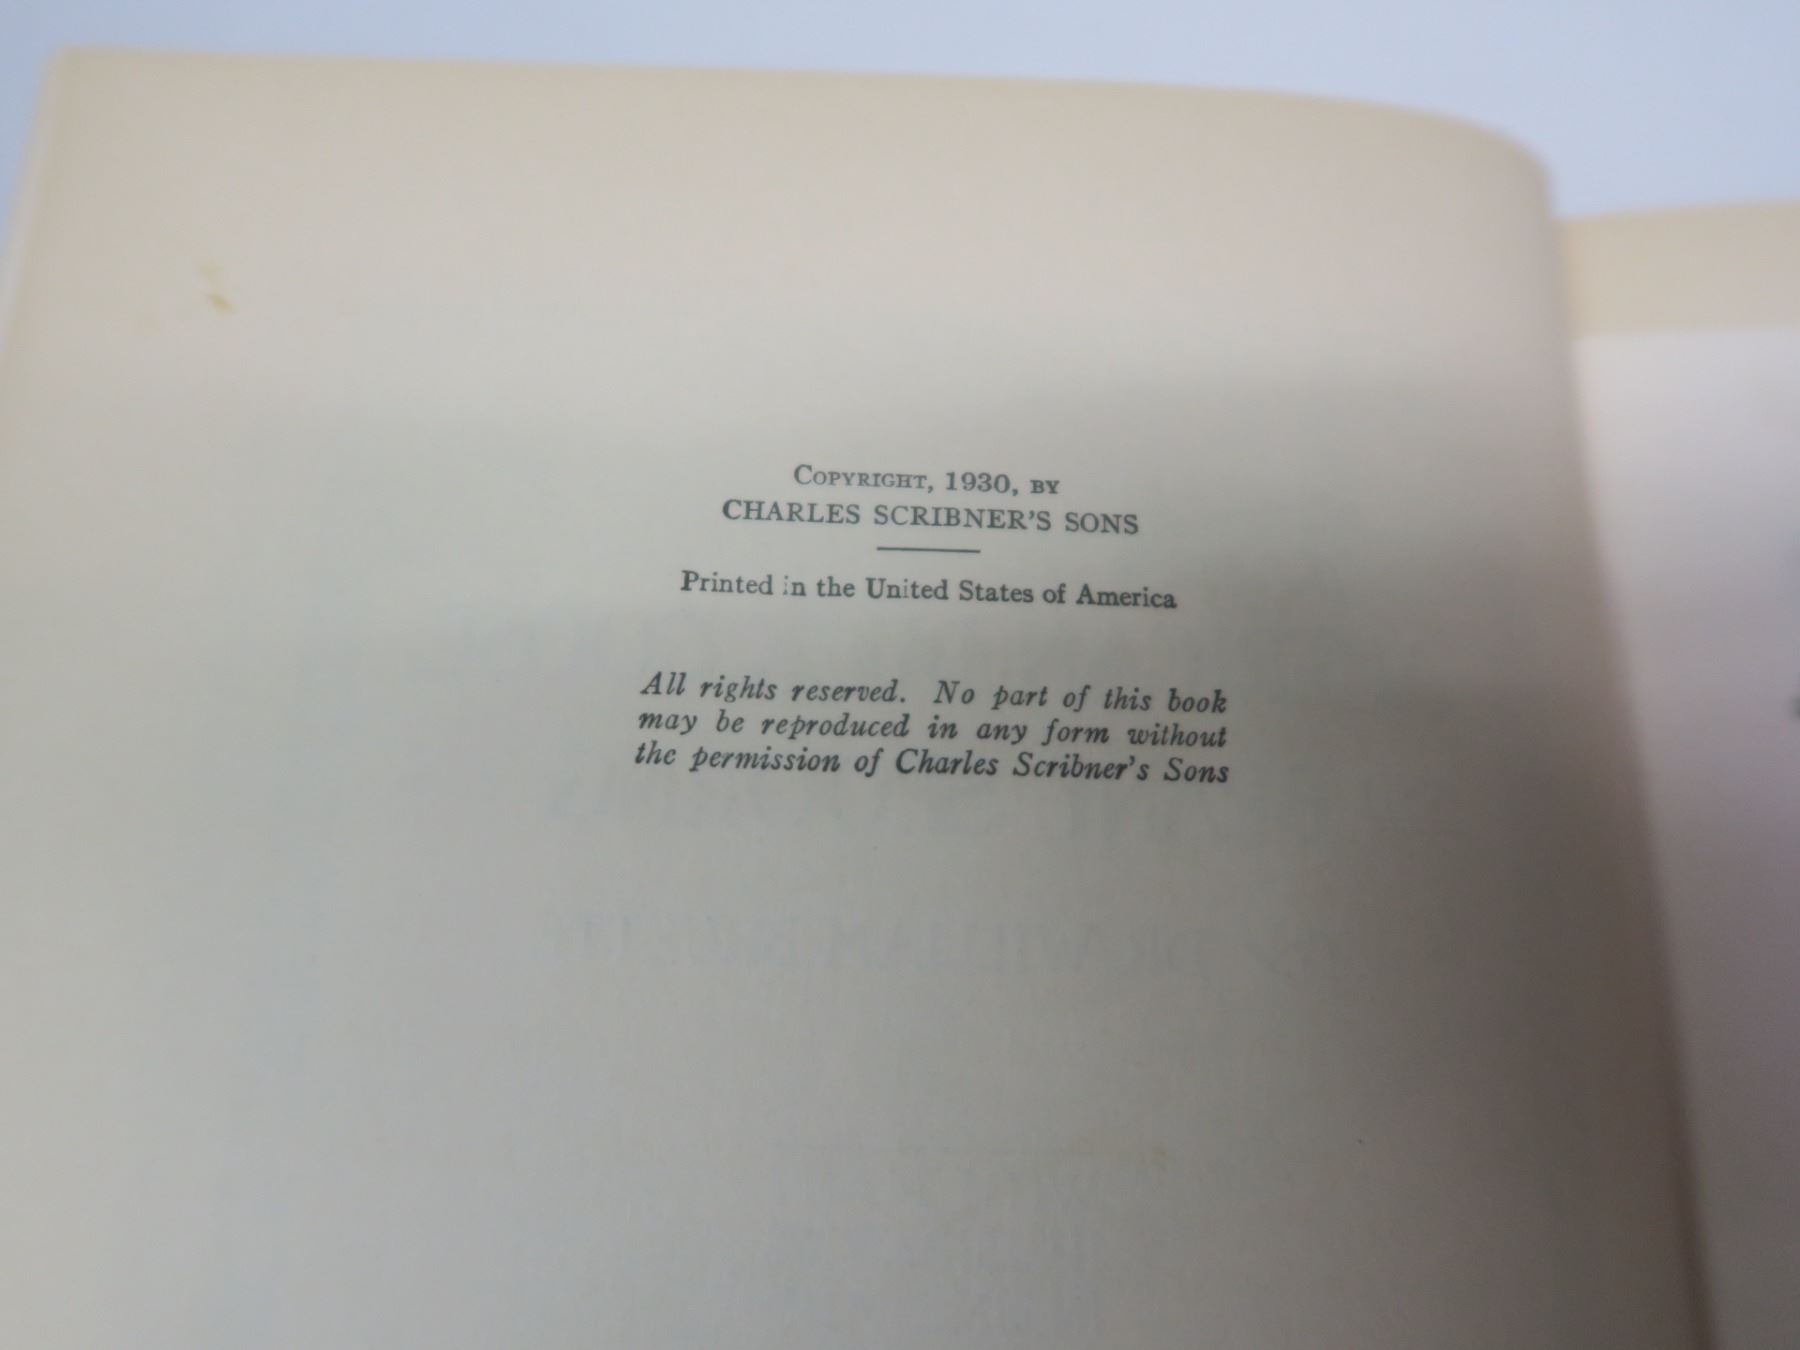 COPYRIGHT, 1930, BY
CHARLES SCRIBNER'S SONS
Printed in the United States of America
All rights reserved. No part of this book
may be reproduced in any form without
the permission of Charles Scribner's Sons